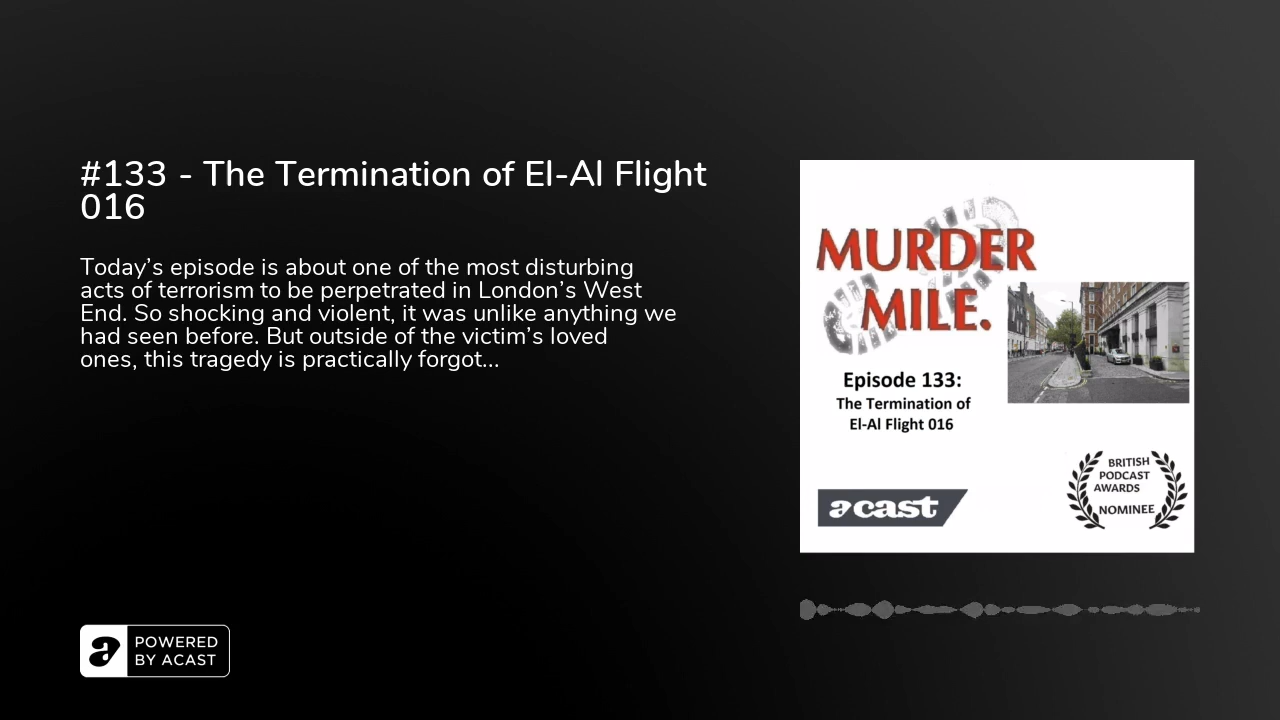 #133 - The Termination of El-Al Flight
016
Today’s episode is about one of the most disturbing
acts of terrorism to be perpetrated in London’s West
End. So shocking and violent, it was unlike anything we
had seen before. But outside of the victim’s loved
ones, this tragedy is practically forgot...
MURDER
MILE.
Episode 133:
The Termination of
El-Al Flight 016
acast
BRITISH
PODCAST
AWARDS
NOMINEE
POWERED
BY ACAST